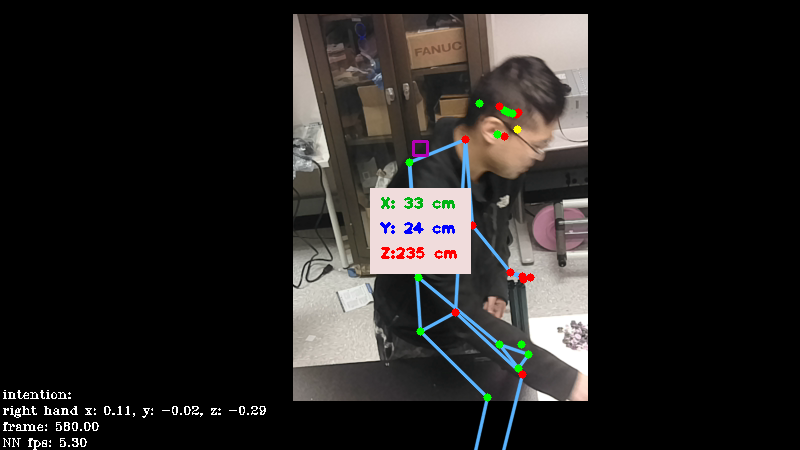 FANUC
X: 33 cm
Y: 24 cm
Z:235 cm
intention:
right hand x: 0.11, y: -0.02, z: -0.29
frame: 580.00
NN fps: 5.30